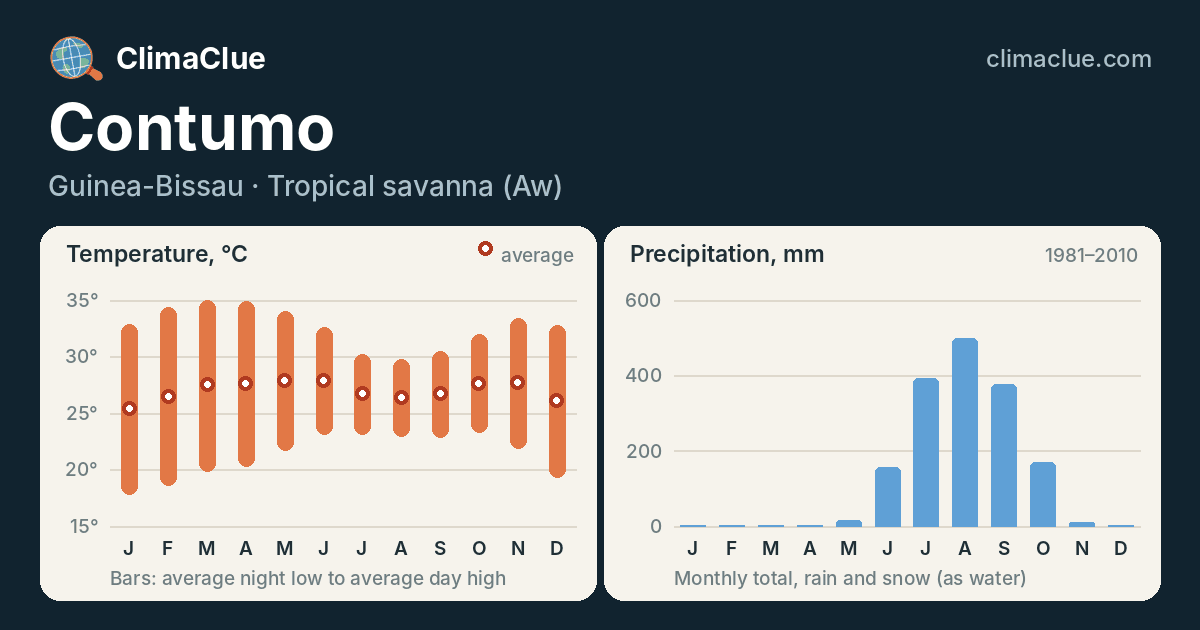 ClimaClue
climaclue.com
Contumo
Guinea-Bissau · Tropical savanna (Aw)
Temperature, °C
average
35°
30°
25°
20°
15°
J F M A M J J A S O N D
Bars: average night low to average day high
Precipitation, mm
1981–2010
600
400
200
0
J F M A M J J A S O N D
Monthly total, rain and snow (as water)